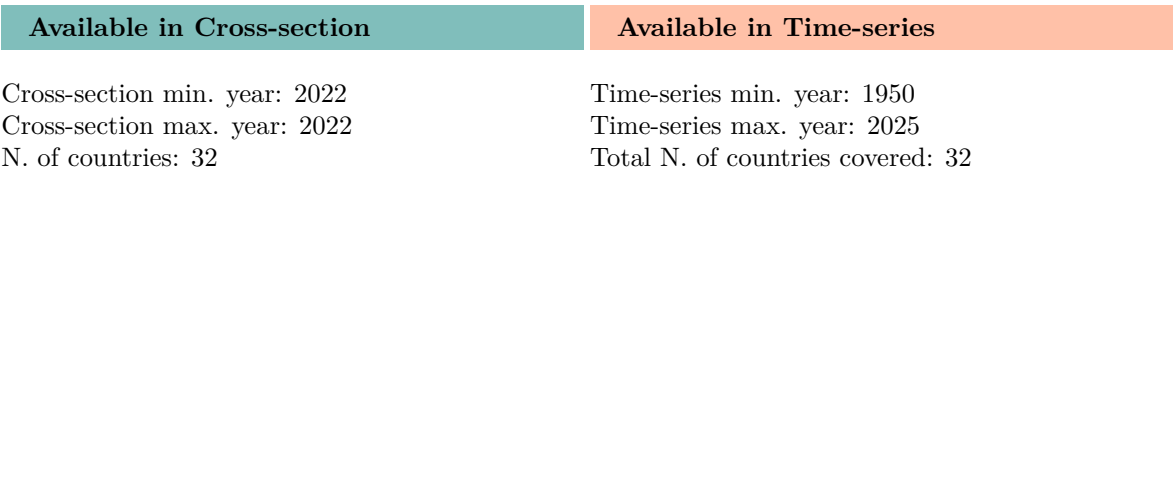 Available in Cross-section
Cross-section min. year: 2022
Cross-section max. year: 2022
N. of countries: 32
Available in Time-series
Time-series min. year: 1950
Time-series max. year: 2025
Total N. of countries covered: 32